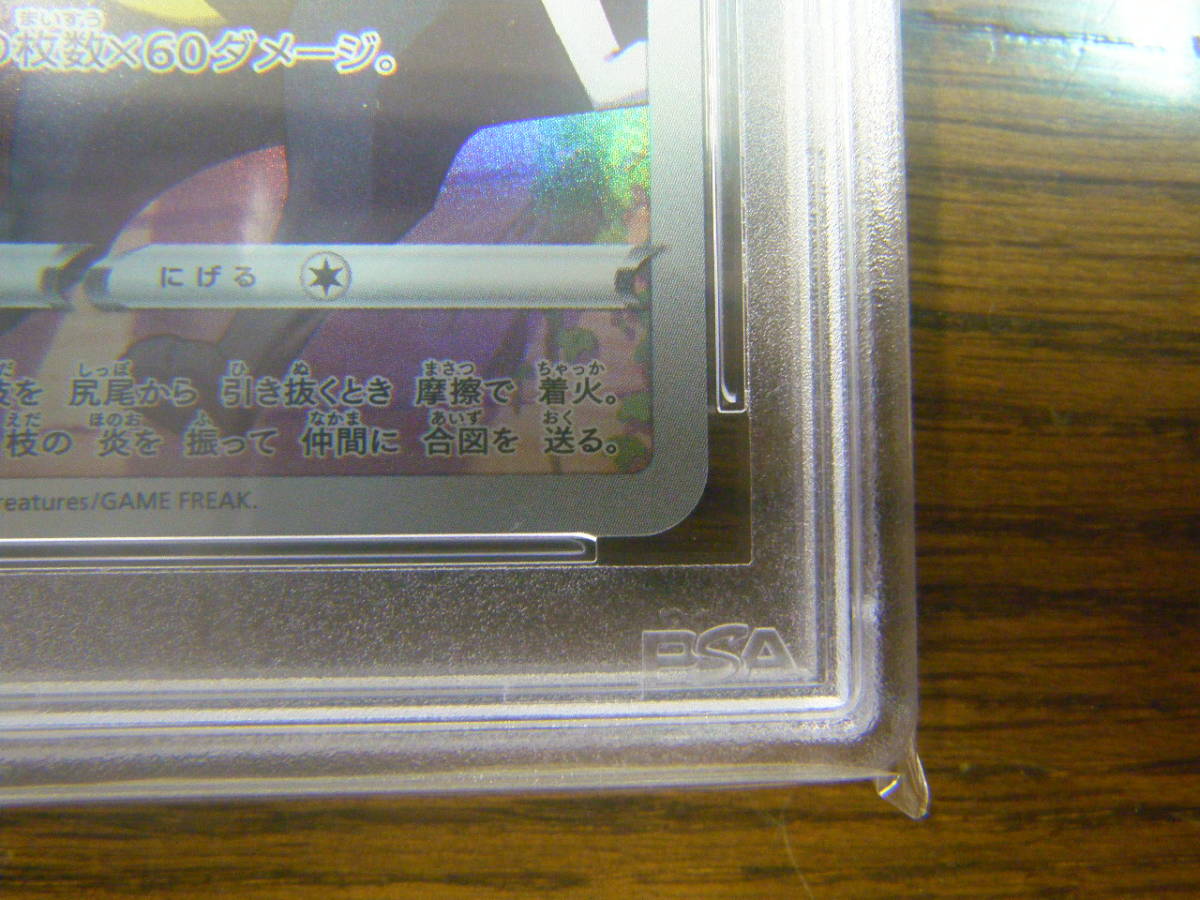 の枚数×60ダメージ。
にげる
枝を 尻尾から 引き抜くとき 摩擦で 着火。
枝の 炎を 振って 仲間に 合図を 送る。
reatures/GAME FREAK.
PSA